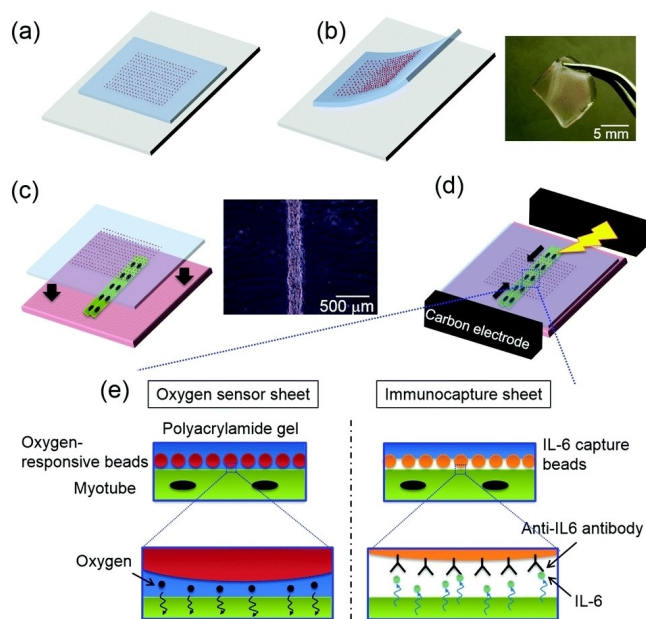 (a)
(b)
5 mm
(c)
500 μm
(d)
Carbon electrode
(e)
Oxygen sensor sheet
Immunocapture sheet
Polyacrylamide gel
Oxygen-
responsive beads
Myotube
IL-6 capture
beads
Oxygen
Anti-IL6 antibody
IL-6